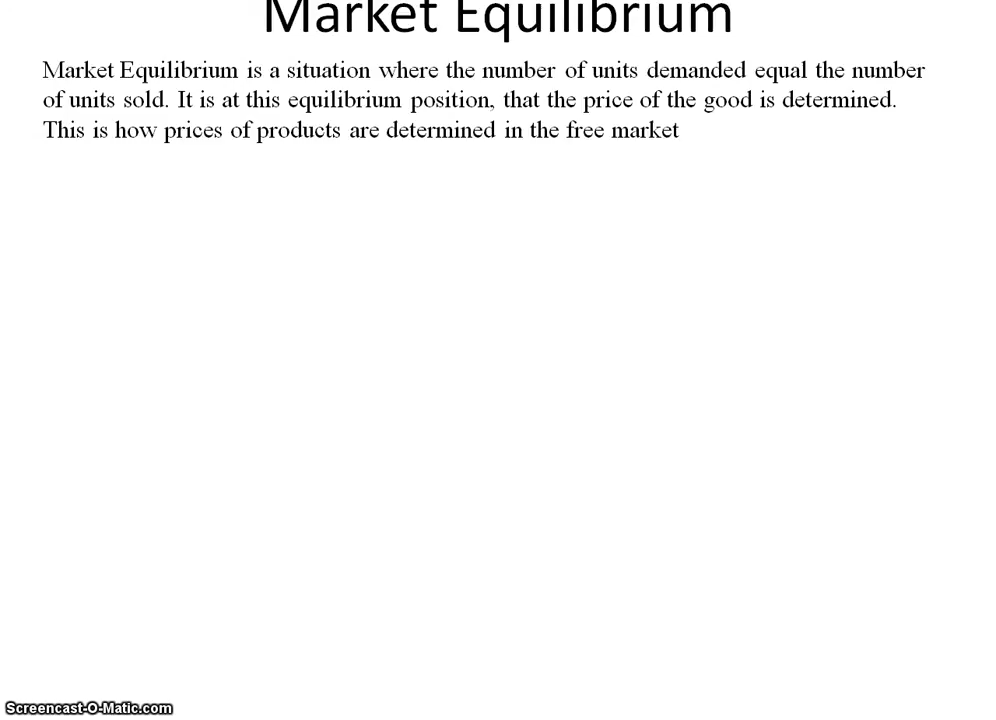 Market Equilibrium
Market Equilibrium is a situation where the number of units demanded equal the number
of units sold. It is at this equilibrium position, that the price of the good is determined.
This is how prices of products are determined in the free market
Screencast-O-Matic.com